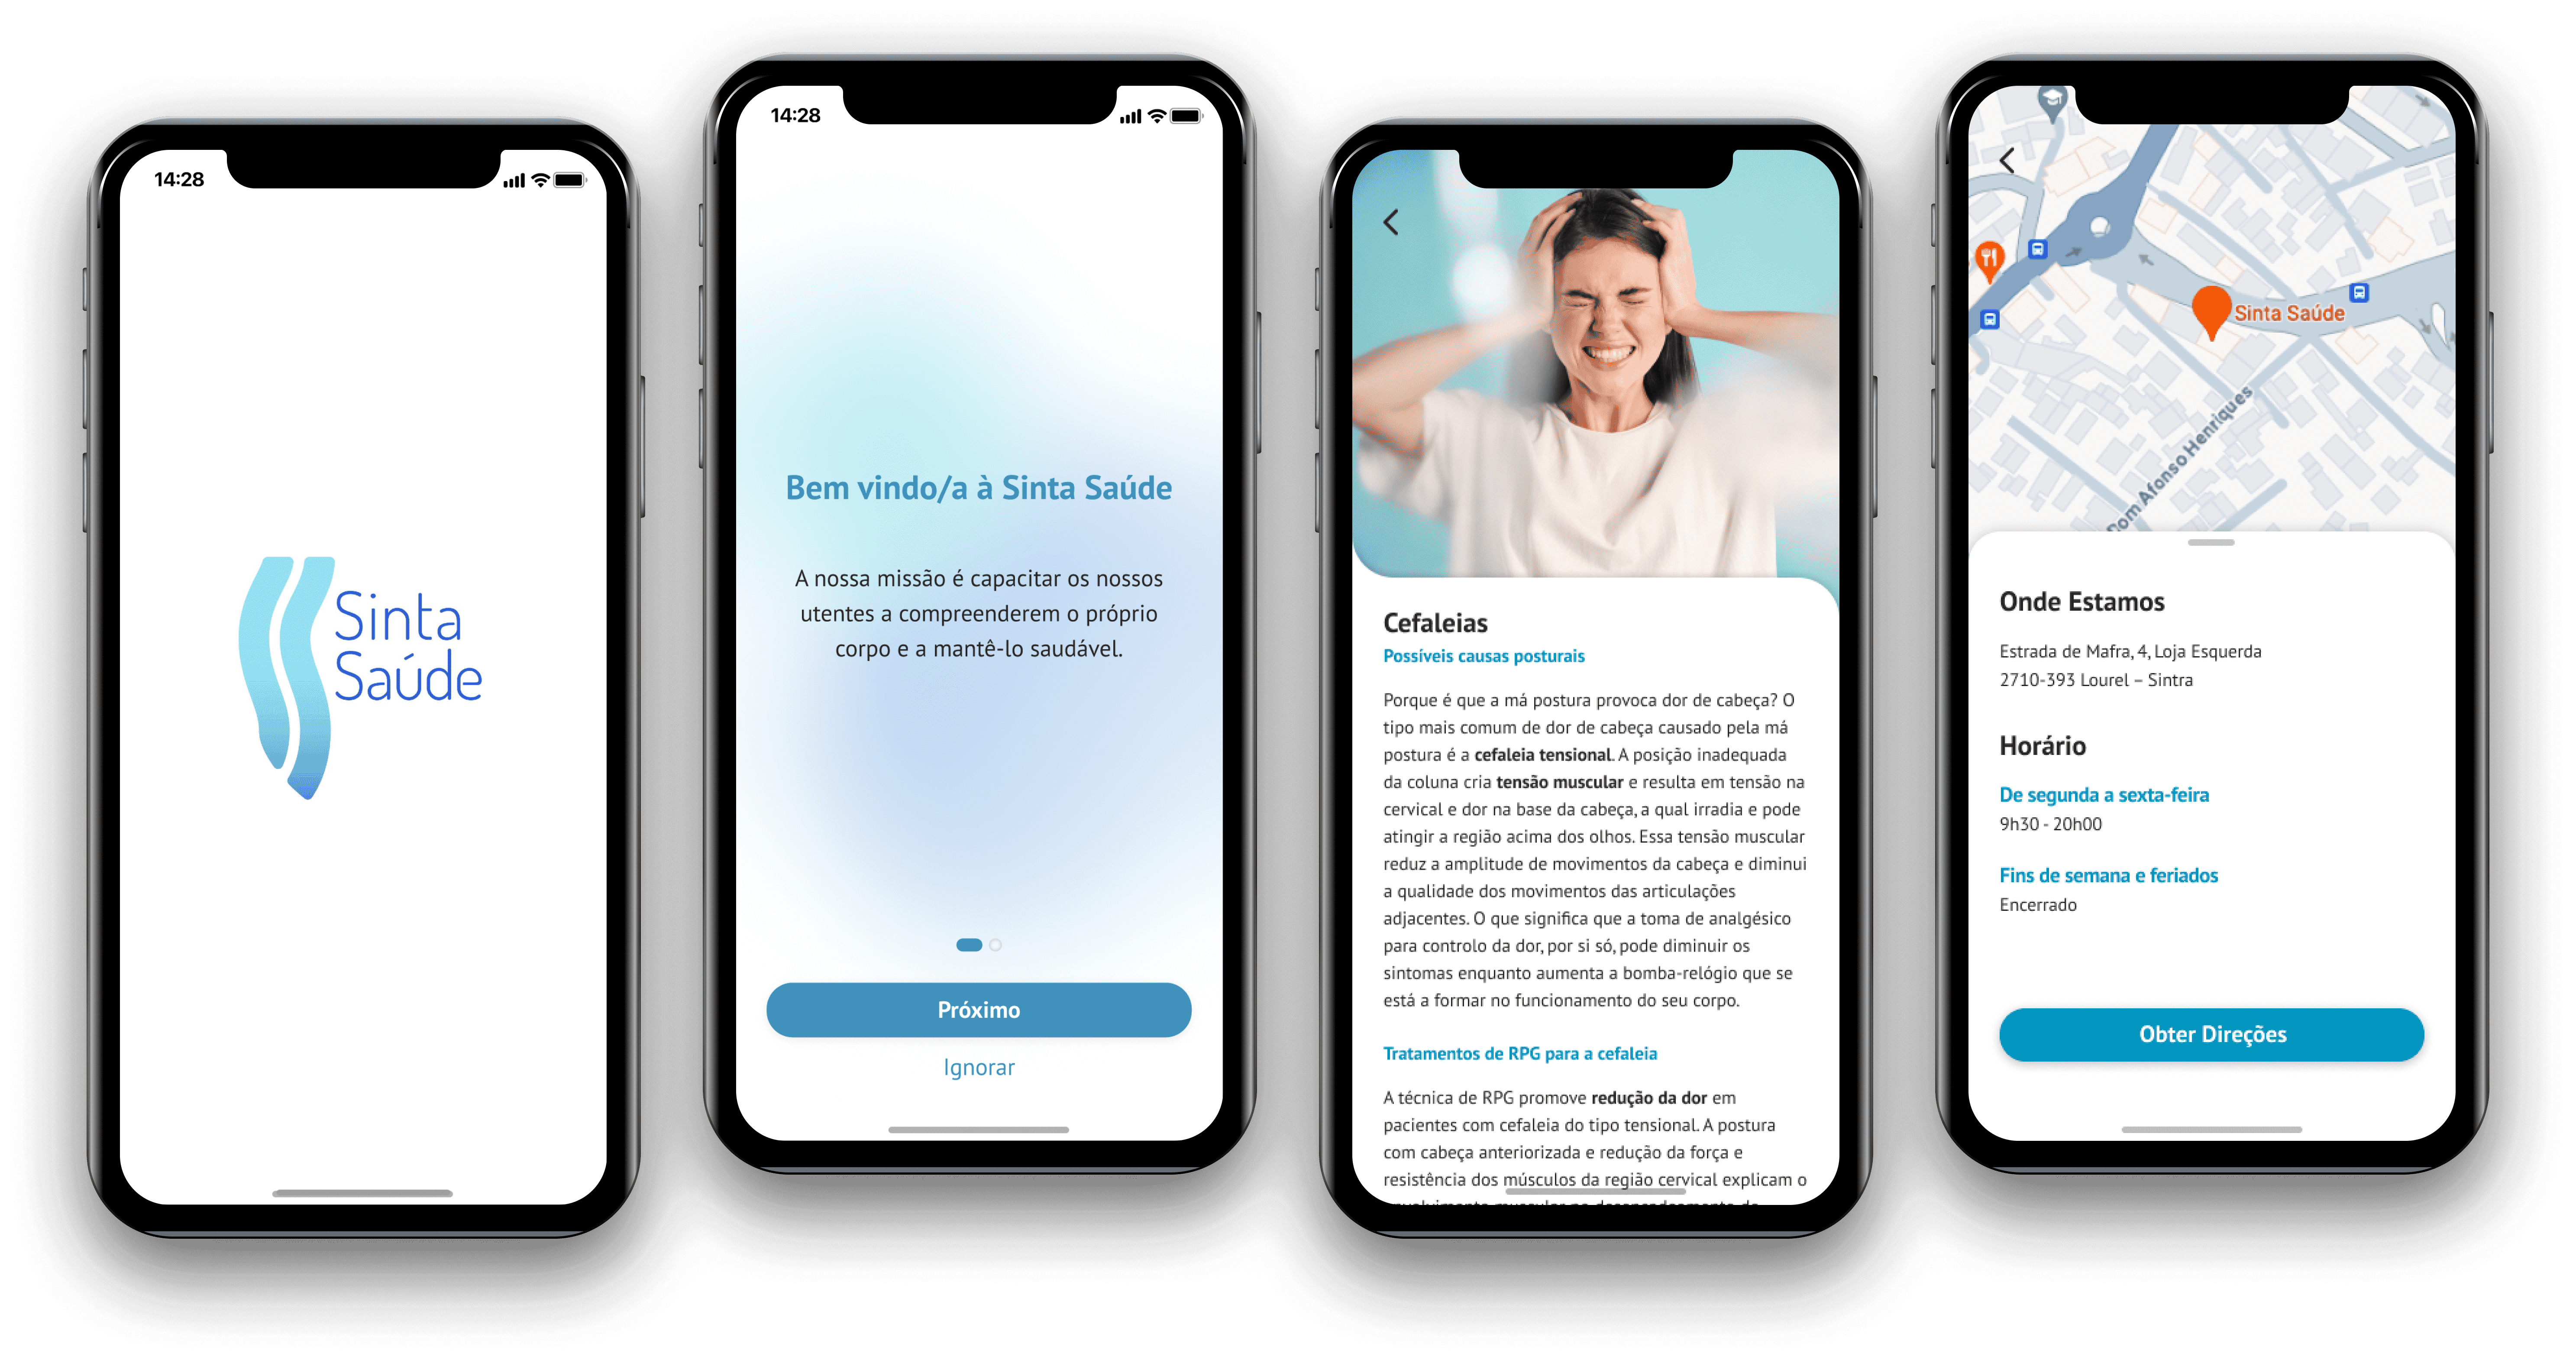 14:28
Sinta
Saúde
14:28
Bem vindo/a à Sinta Saúde
A nossa missão é capacitar os nossos
utentes a compreenderem o próprio
corpo e a mantê-lo saudável.
Próximo
Ignorar
Cefaleias
Possíveis causas posturais
Porque é que a má postura provoca dor de cabeça? O
tipo mais comum de dor de cabeça causado pela má
postura é a cefaleia tensional. A posição inadequada
da coluna cria tensão muscular e resulta em tensão na
cervical e dor na base da cabeça, a qual irradia e pode
atingir a região acima dos olhos. Essa tensão muscular
reduz a amplitude de movimentos da cabeça e diminui
a qualidade dos movimentos das articulações
adjacentes. O que significa que a toma de analgésico
para controlo da dor, por si só, pode diminuir os
sintomas enquanto aumenta a bomba-relógio que se
está a formar no funcionamento do seu corpo.
Tratamentos de RPG para a cefaleia
A técnica de RPG promove redução da dor em
pacientes com cefaleia do tipo tensional. A postura
com cabeça anteriorizada e redução da força e
resistência dos músculos da região cervical explicam o
Sinta Saúde
Dom Afonso Henriques
Onde Estamos
Estrada de Mafra, 4, Loja Esquerda
2710-393 Lourel – Sintra
Horário
De segunda a sexta-feira
9h30 - 20h00
Fins de semana e feriados
Encerrado
Obter Direções